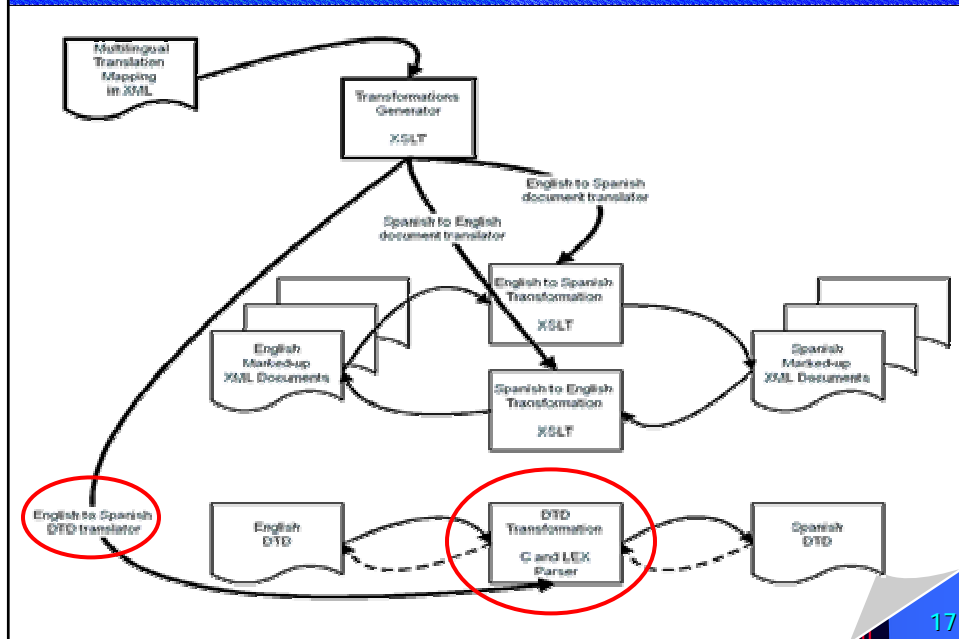 Multilingual
Translation
Mapping
in XML
Transformations
Generator
XSLT
English to Spanish
document translator
Spanish to English
document translator
English to Spanish
Transformation
XSLT
English
Marked-up
XML Documents
Spanish
Marked-up
XML Documents
Spanish to English
Transformation
XSLT
English to Spanish
DTD translator
English
DTD
DTD
Transformation
C and LEX
Parser
Spanish
DTD
17